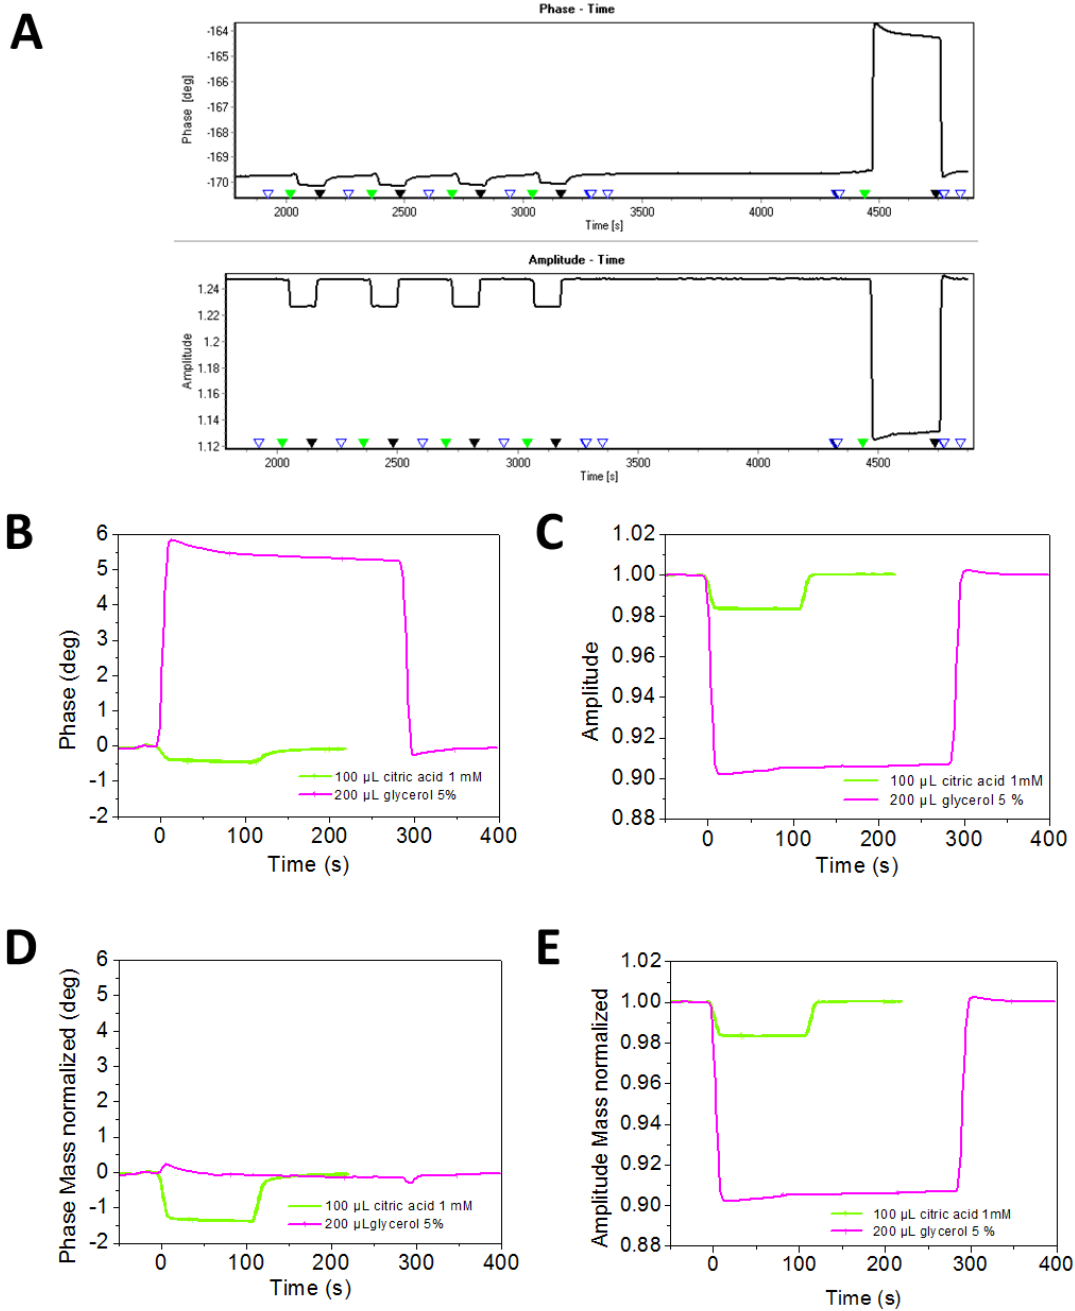 A
Phase - Time
Phase [deg]
-164
-165
-166
-167
-168
-169
-170
2000
2500
3000
3500
4000
4500
Time [s]
Amplitude - Time
Amplitude
1.24
1.22
1.2
1.18
1.16
1.14
1.12
2000
2500
3000
3500
4000
4500
Time [s]
B
Phase (deg)
6
5
4
3
2
1
0
-1
-2
100 µL citric acid 1 mM
200 µL glycerol 5%
0
100
200
300
400
Time (s)
C
Amplitude
1.02
1.00
0.98
0.96
0.94
0.92
0.90
0.88
100 µL citric acid 1mM
200 µL glycerol 5 %
0
100
200
300
400
Time (s)
D
Phase Mass normalized (deg)
6
5
4
3
2
1
0
-1
-2
100 µL citric acid 1 mM
200 µLglycerol 5%
0
100
200
300
400
Time (s)
E
Amplitude Mass normalized
1.02
1.00
0.98
0.96
0.94
0.92
0.90
0.88
100 µL citric acid 1mM
200 µL glycerol 5 %
0
100
200
300
400
Time (s)